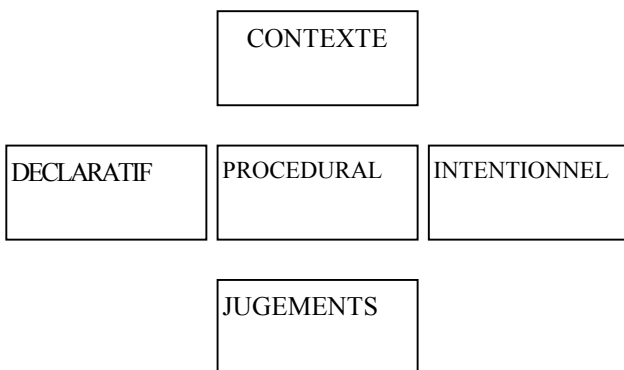 CONTEXTE
DECLARATIF
PROCEDURAL
INTENTIONNEL
JUGEMENTS